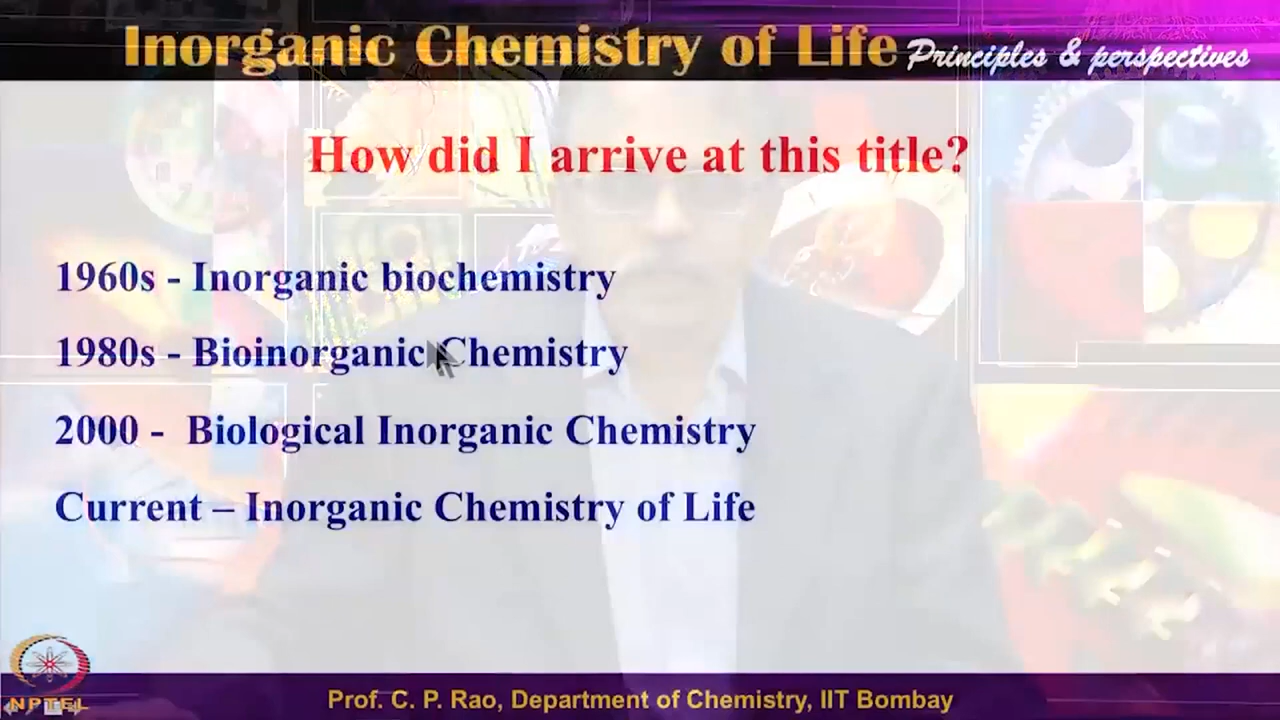 Inorganic Chemistry of Life Principles & perspectives
How did I arrive at this title?
1960s - Inorganic biochemistry
1980s - Bioinorganic Chemistry
2000 - Biological Inorganic Chemistry
Current – Inorganic Chemistry of Life
NPTEL
Prof. C. P. Rao, Department of Chemistry, IIT Bombay